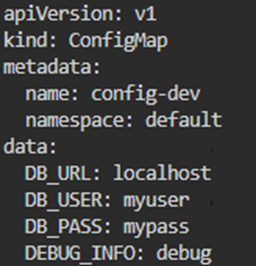 apiVersion: v1
kind: ConfigMap
metadata:
  name: config-dev
  namespace: default
data:
  DB_URL: localhost
  DB_USER: myuser
  DB_PASS: mypass
  DEBUG_INFO: debug